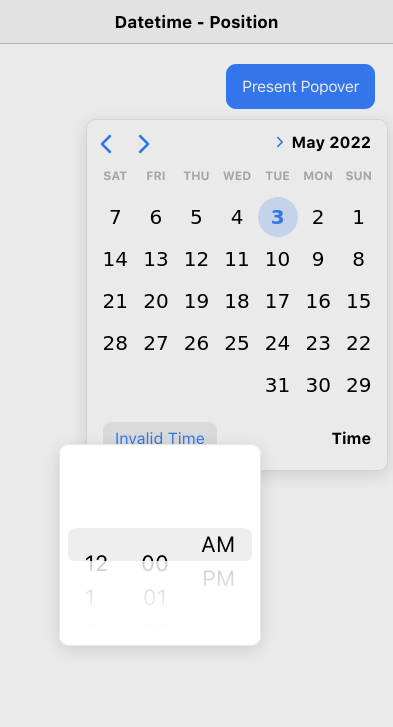 Datetime - Position
Present Popover
May 2022
SAT FRI THU WED TUE MON SUN
7 6 5 4 3 2 1
14 13 12 11 10 9 8
21 20 19 18 17 16 15
28 27 26 25 24 23 22
31 30 29
Invalid Time Time
12 00 AM
1 01 PM